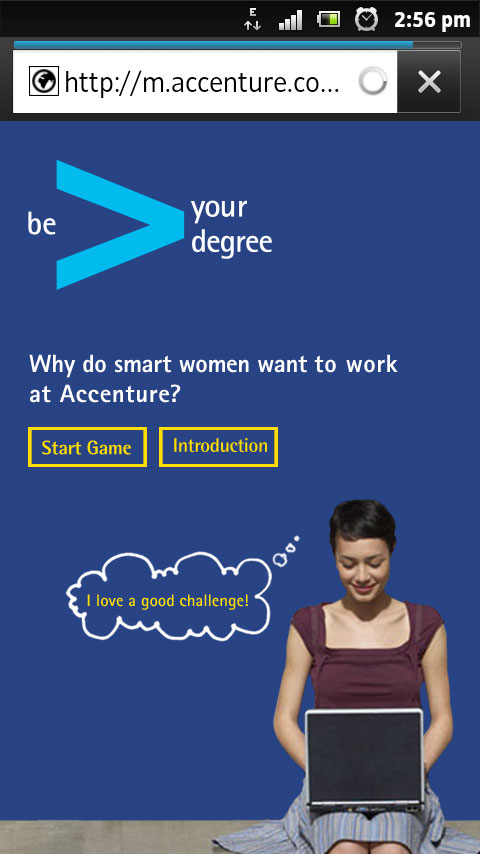 E
2:56 pm
http://m.accenture.co...
be
your
degree
Why do smart women want to work
at Accenture?
Start Game
Introduction
I love a good challenge!